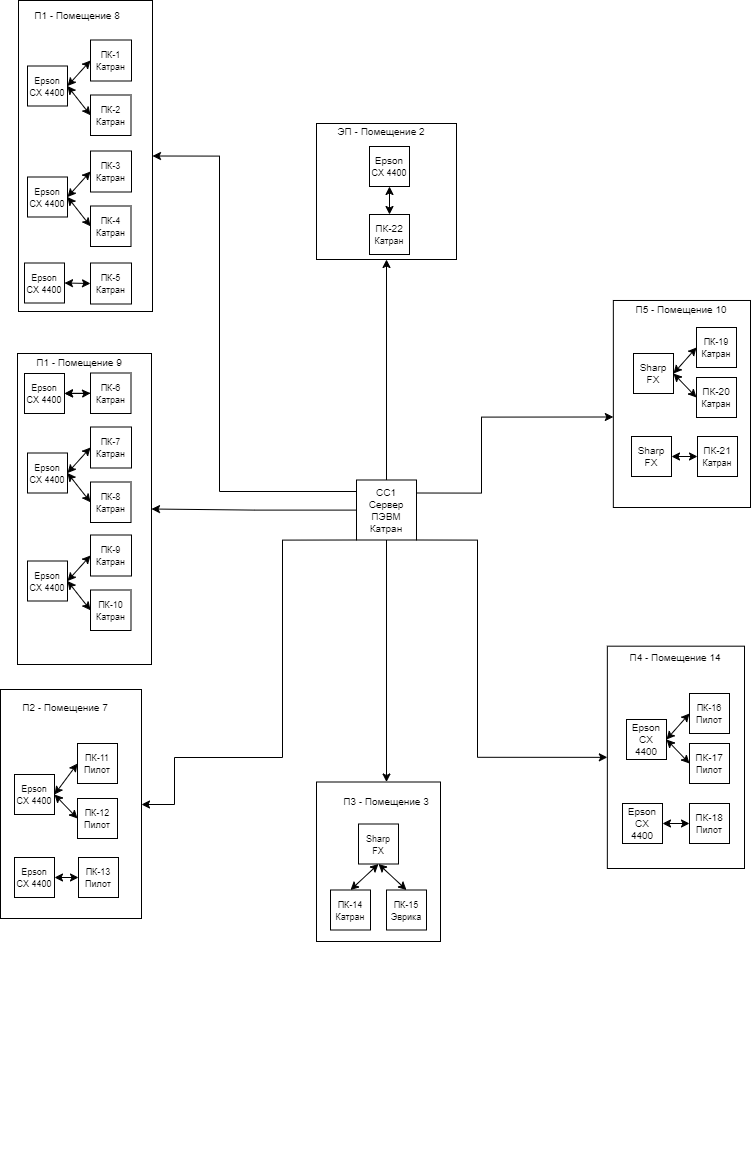 П1 - Помещение 8
Epson
CX 4400
ПК-1
Катран
ПК-2
Катран
Epson
CX 4400
ПК-3
Катран
ПК-4
Катран
Epson
CX 4400
ПК-5
Катран
ЭП - Помещение 2
Epson
CX 4400
ПК-22
Катран
П1 - Помещение 9
Epson
CX 4400
ПК-6
Катран
Epson
CX 4400
ПК-7
Катран
ПК-8
Катран
Epson
CX 4400
ПК-9
Катран
ПК-10
Катран
СС1
Сервер
ПЭВМ
Катран
П5 - Помещение 10
Sharp
FX
ПК-19
Катран
ПК-20
Катран
Sharp
FX
ПК-21
Катран
П2 - Помещение 7
Epson
CX 4400
ПК-11
Пилот
ПК-12
Пилот
Epson
CX 4400
ПК-13
Пилот
П3 - Помещение 3
Sharp
FX
ПК-14
Катран
ПК-15
Эврика
П4 - Помещение 14
Epson
CX
4400
ПК-16
Пилот
ПК-17
Пилот
Epson
CX
4400
ПК-18
Пилот